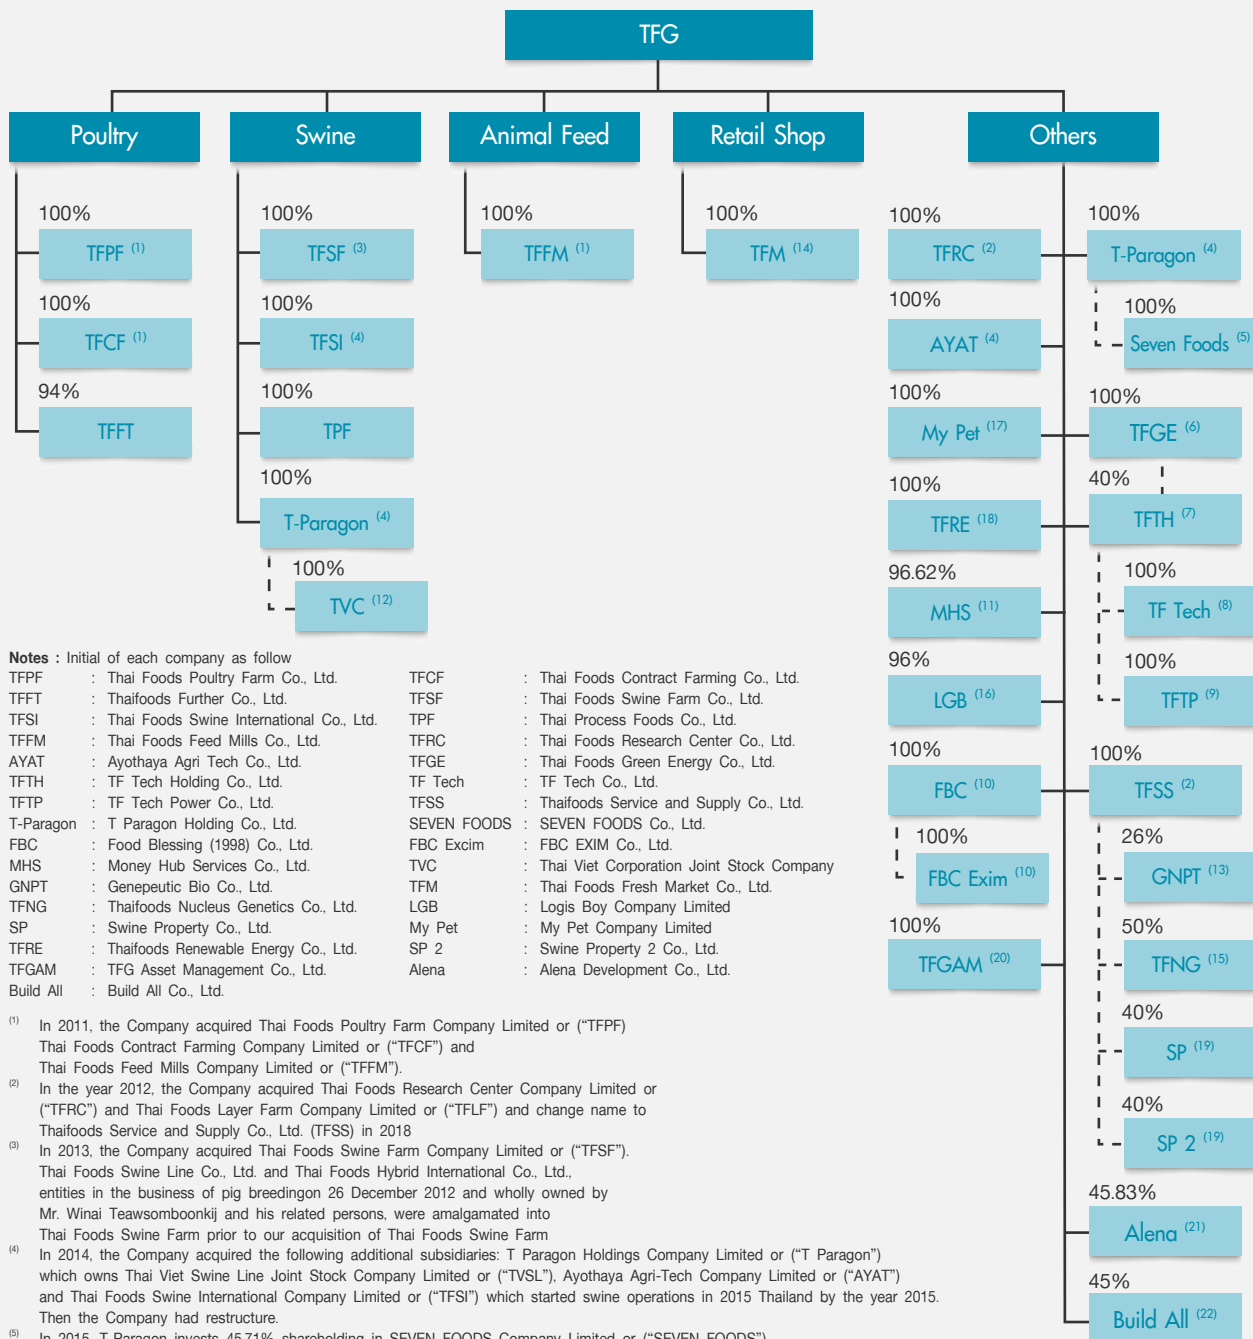 TFG
Poultry
Swine
Animal Feed
Retail Shop
Others
100%
TFPF (1)
100%
TFCF (1)
94%
TFFT
100%
TFSF (3)
100%
TFSI (4)
100%
TPF
100%
T-Paragon (4)
100%
TVC (12)
100%
TFFM (1)
100%
TFM (14)
100%
TFRC (2)
100%
T-Paragon (4)
100%
Seven Foods (5)
100%
AYAT (4)
100%
My Pet (17)
100%
TFGE (6)
100%
TFRE (18)
40%
TFTH (7)
100%
TF Tech (8)
100%
TFTP (9)
96.62%
MHS (11)
96%
LGB (16)
100%
FBC (10)
100%
FBC Exim (10)
100%
TFSS (2)
26%
GNPT (13)
50%
TFNG (15)
40%
SP (19)
40%
SP 2 (19)
100%
TFGAM (20)
45.83%
Alena (21)
45%
Build All (22)
Notes : Initial of each company as follow
TFPF : Thai Foods Poultry Farm Co., Ltd. TFCF : Thai Foods Contract Farming Co., Ltd.
TFFT : Thaifoods Further Co., Ltd. TFSF : Thai Foods Swine Farm Co., Ltd.
TFSI : Thai Foods Swine International Co., Ltd. TPF : Thai Process Foods Co., Ltd.
TFFM : Thai Foods Feed Mills Co., Ltd. TFRC : Thai Foods Research Center Co., Ltd.
AYAT : Ayothaya Agri Tech Co., Ltd. TFGE : Thai Foods Green Energy Co., Ltd.
TFTH : TF Tech Holding Co., Ltd. TF Tech : TF Tech Co., Ltd.
TFTP : TF Tech Power Co., Ltd. TFSS : Thaifoods Service and Supply Co., Ltd.
T-Paragon : T Paragon Holding Co., Ltd. SEVEN FOODS : SEVEN FOODS Co., Ltd.
FBC : Food Blessing (1998) Co., Ltd. FBC Excim : FBC EXIM Co., Ltd.
MHS : Money Hub Services Co., Ltd. TVC : Thai Viet Corporation Joint Stock Company
GNPT : Genepeutic Bio Co., Ltd. TFM : Thai Foods Fresh Market Co., Ltd.
TFNG : Thaifoods Nucleus Genetics Co., Ltd. LGB : Logis Boy Company Limited
SP : Swine Property Co., Ltd. My Pet : My Pet Company Limited
TFRE : Thaifoods Renewable Energy Co., Ltd. SP 2 : Swine Property 2 Co., Ltd.
TFGAM : TFG Asset Management Co., Ltd. Alena : Alena Development Co., Ltd.
Build All : Build All Co., Ltd.
(1) In 2011, the Company acquired Thai Foods Poultry Farm Company Limited or (“TFPF)
Thai Foods Contract Farming Company Limited or (“TFCF”) and
Thai Foods Feed Mills Company Limited or (“TFFM”).
(2) In the year 2012, the Company acquired Thai Foods Research Center Company Limited or
(“TFRC”) and Thai Foods Layer Farm Company Limited or (“TFLF”) and change name to
Thaifoods Service and Supply Co., Ltd. (TFSS) in 2018
(3) In 2013, the Company acquired Thai Foods Swine Farm Company Limited or (“TFSF”).
Thai Foods Swine Line Co., Ltd. and Thai Foods Hybrid International Co., Ltd.,
entities in the business of pig breedingon 26 December 2012 and wholly owned by
Mr. Winai Teawsomboonkij and his related persons, were amalgamated into
Thai Foods Swine Farm prior to our acquisition of Thai Foods Swine Farm
(4) In 2014, the Company acquired the following additional subsidiaries: T Paragon Holdings Company Limited or (“T Paragon”)
which owns Thai Viet Swine Line Joint Stock Company Limited or (“TVSL”), Ayothaya Agri-Tech Company Limited or (“AYAT”)
and Thai Foods Swine International Company Limited or (“TFSI”) which started swine operations in 2015 Thailand by the year 2015.
Then the Company had restructure.
(5) In 2015, T-Paragon invests 45.71% shareholding in SEVEN FOODS Company Limited or (“SEVEN FOODS”)